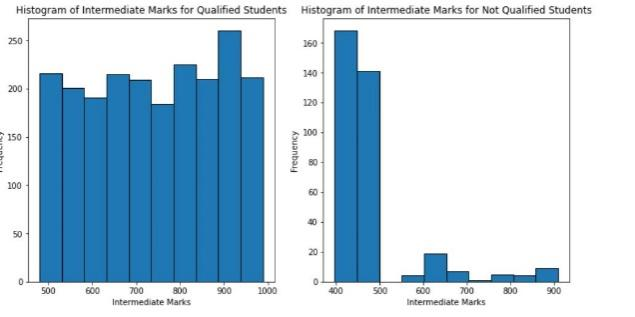 Histogram of Intermediate Marks for Qualified Students
250
200
150
100
50
0
500 600 700 800 900 1000
Intermediate Marks
Histogram of Intermediate Marks for Not Qualified Students
160
140
120
100
80
60
40
20
0
Frequency
400 500 600 700 800 900
Intermediate Marks